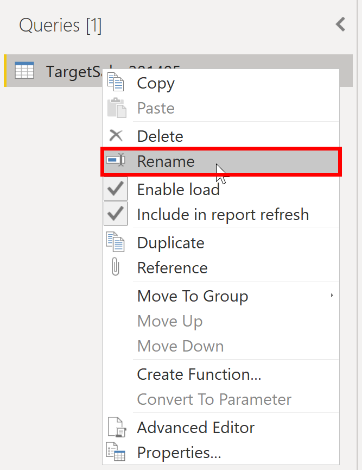 Queries [1]
Copy
Paste
Delete
Rename
Enable load
Include in report refresh
Duplicate
Reference
Move To Group
Move Up
Move Down
Create Function...
Convert To Parameter
Advanced Editor
Properties...